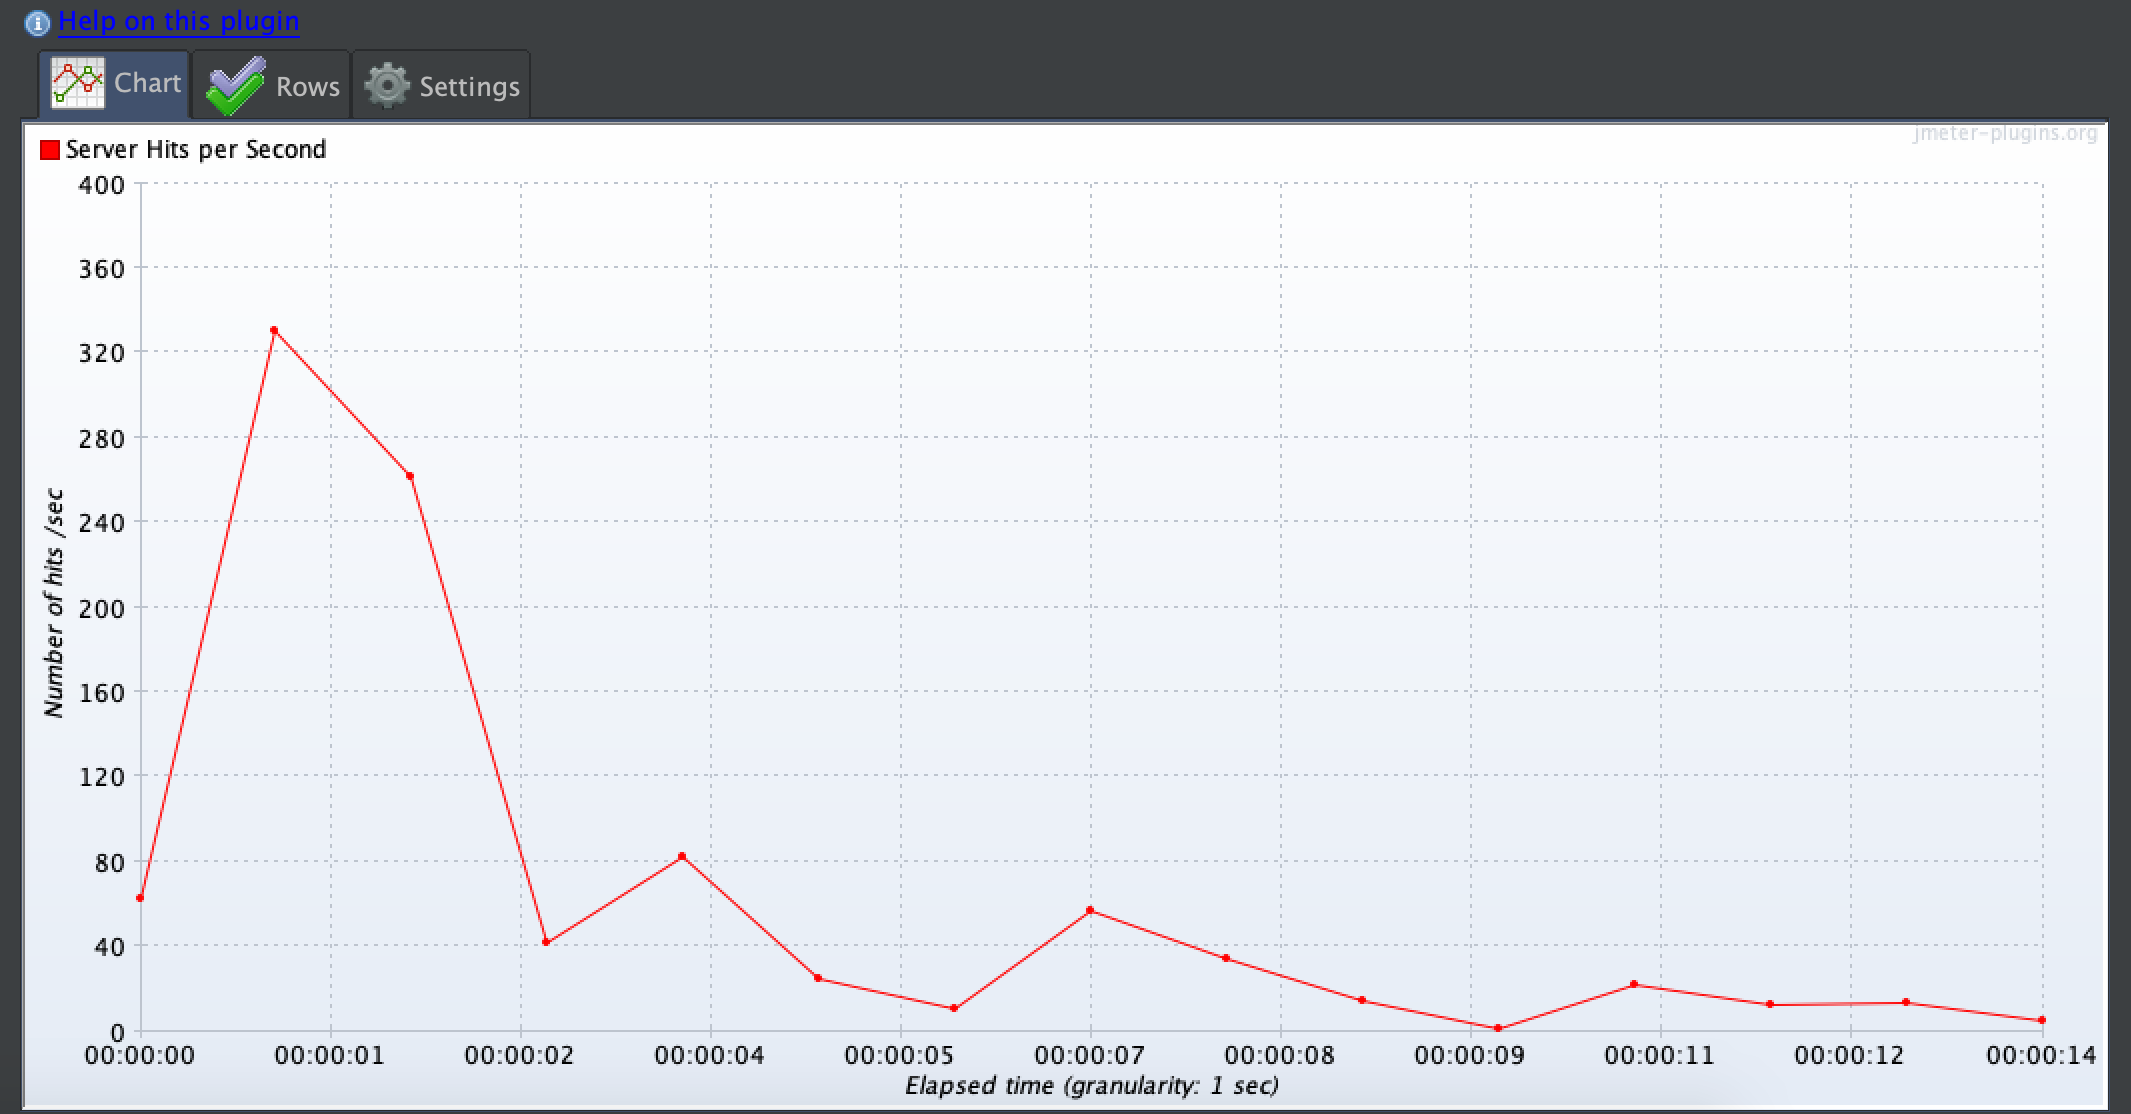 Help on this plugin
Chart Rows Settings
jmeter-plugins.org
Server Hits per Second
400
360
320
280
240
200
160
120
80
40
0
Number of hits /sec
00:00:00 00:00:01 00:00:02 00:00:04 00:00:05 00:00:07 00:00:08 00:00:09 00:00:11 00:00:12 00:00:14
Elapsed time (granularity: 1 sec)